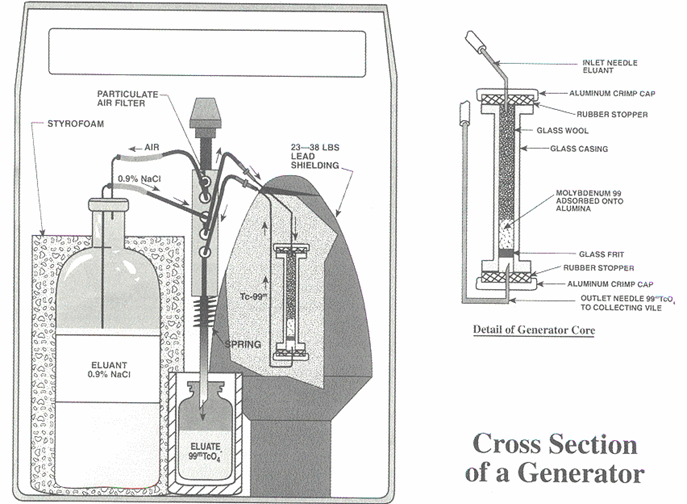 PARTICULATE
AIR FILTER
STYROFOAM
AIR
0.9% NaCl
23—38 LBS
LEAD
SHIELDING
Tc-99ᵐ
SPRING
ELUANT
0.9% NaCl
ELUATE
99ᵐTcO₄⁻
INLET NEEDLE
ELUANT
ALUMINUM CRIMP CAP
RUBBER STOPPER
GLASS WOOL
GLASS CASING
MOLYBDENUM 99
ADSORBED ONTO
ALUMINA
GLASS FRIT
RUBBER STOPPER
ALUMINUM CRIMP CAP
OUTLET NEEDLE 99ᵐTcO₄
TO COLLECTING VILE
Detail of Generator Core
Cross Section
of a Generator